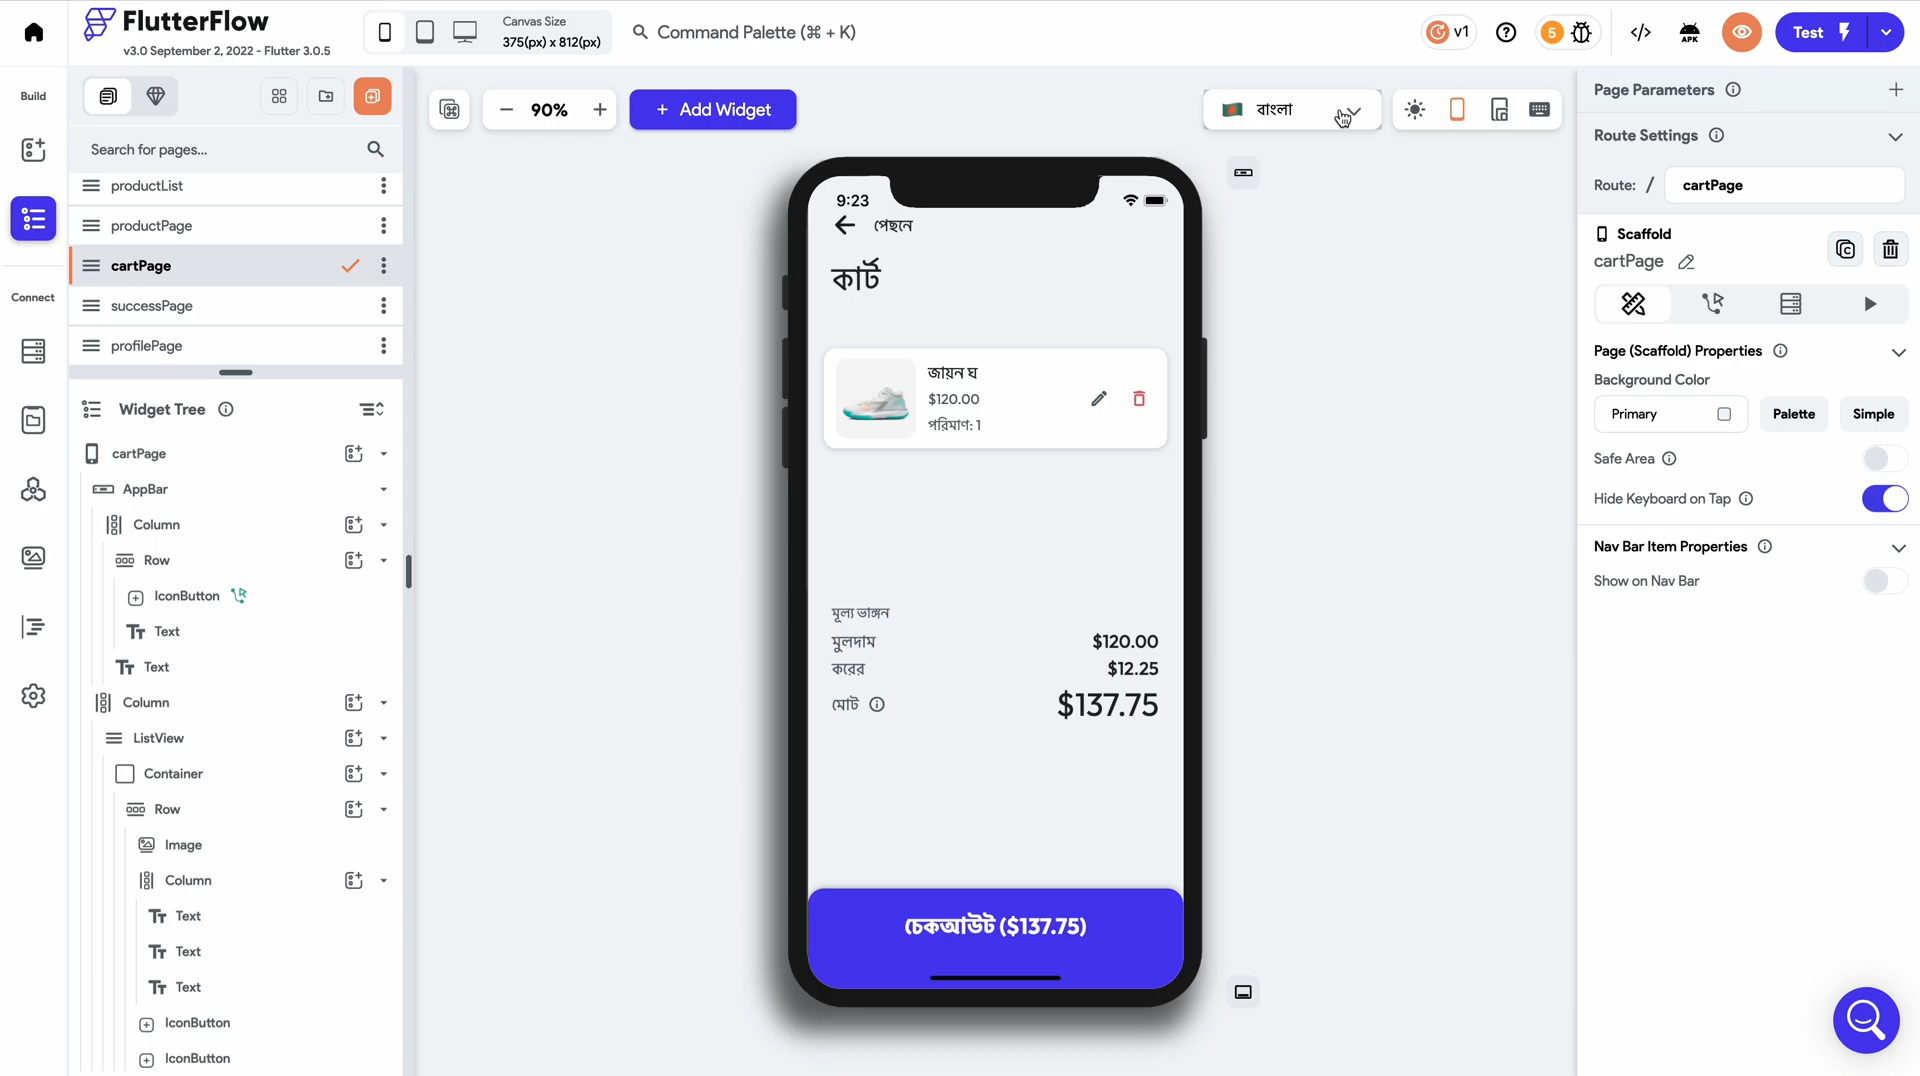 FlutterFlow
v3.0 September 2, 2022 - Flutter 3.0.5
Canvas Size
375(px) x 812(px)
Command Palette (⌘ + K)
v1
5
APK
Test
Build
Connect
Search for pages...
productList
productPage
cartPage
successPage
profilePage
Widget Tree
cartPage
AppBar
Column
Row
IconButton
Text
Text
Column
ListView
Container
Row
Image
Column
Text
Text
Text
IconButton
IconButton
90%
+ Add Widget
বাংলা
9:23
পেছনে
কার্ট
জায়ন ঘ
$120.00
পরিমাণ: 1
মূল্য ভাঙ্গন
মুলদাম $120.00
করের $12.25
মোট $137.75
চেকআউট ($137.75)
Page Parameters
Route Settings
Route: / cartPage
Scaffold
cartPage
Page (Scaffold) Properties
Background Color
Primary Palette Simple
Safe Area
Hide Keyboard on Tap
Nav Bar Item Properties
Show on Nav Bar